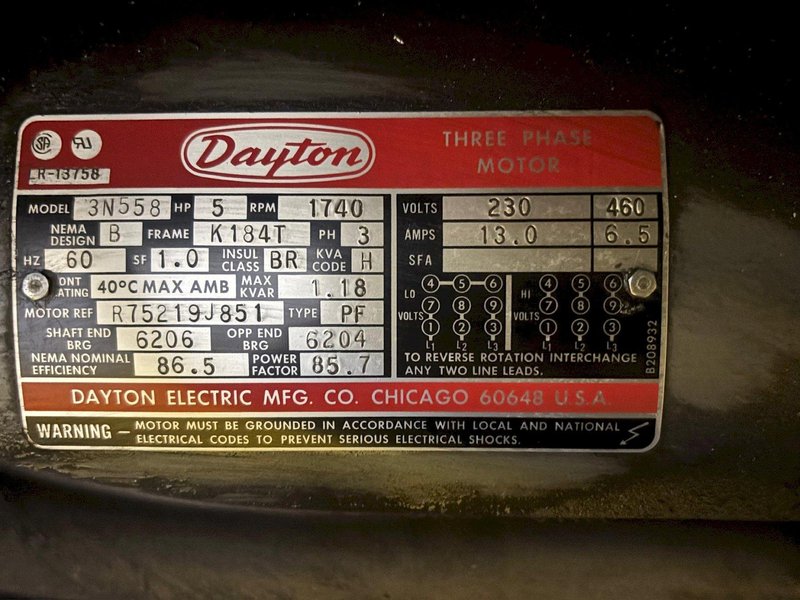 SA
LR-13758
Dayton
THREE PHASE
MOTOR
MODEL 3N558 HP 5 RPM 1740
NEMA DESIGN B FRAME K184T PH 3
HZ 60 SF 1.0 INSUL CLASS BR KVA CODE H
40°C MAX AMB MAX KVAR 1.18
MOTOR REF R75219J851 TYPE PF
SHAFT END BRG 6206 OPP END BRG 6204
NEMA NOMINAL EFFICIENCY 86.5 POWER FACTOR 85.7
VOLTS 230 460
AMPS 13.0 6.5
SFA
LO VOLTS
4 5 6
7 8 9
1 2 3
L1 L2 L3
HI VOLTS
4 5 6
7 8 9
1 2 3
L1 L2 L3
TO REVERSE ROTATION INTERCHANGE
ANY TWO LINE LEADS.
B208932
DAYTON ELECTRIC MFG. CO. CHICAGO 60648 U.S.A.
WARNING — MOTOR MUST BE GROUNDED IN ACCORDANCE WITH LOCAL AND NATIONAL
ELECTRICAL CODES TO PREVENT SERIOUS ELECTRICAL SHOCKS.